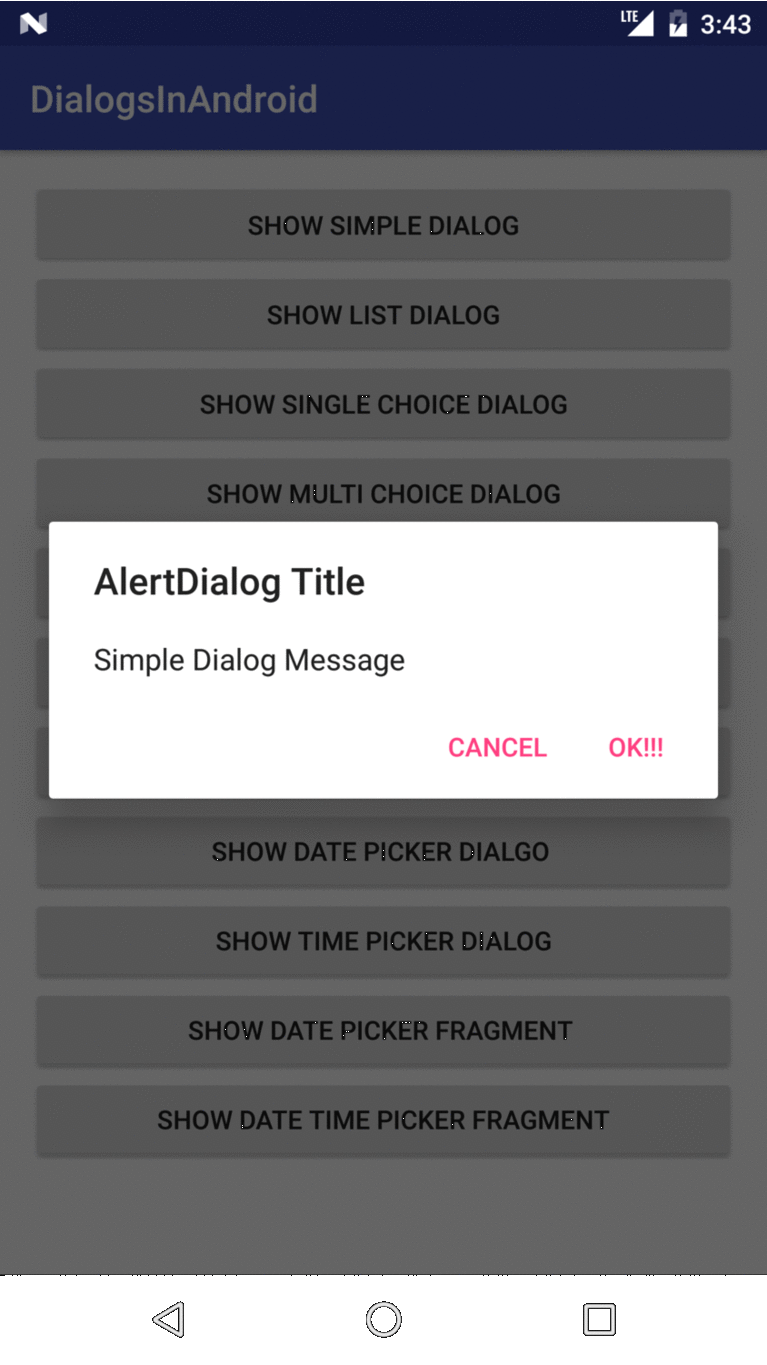 LTE 3:43
DialogsInAndroid
SHOW SIMPLE DIALOG
SHOW LIST DIALOG
SHOW SINGLE CHOICE DIALOG
SHOW MULTI CHOICE DIALOG
AlertDialog Title
Simple Dialog Message
CANCEL OK!!!
SHOW DATE PICKER DIALGO
SHOW TIME PICKER DIALOG
SHOW DATE PICKER FRAGMENT
SHOW DATE TIME PICKER FRAGMENT